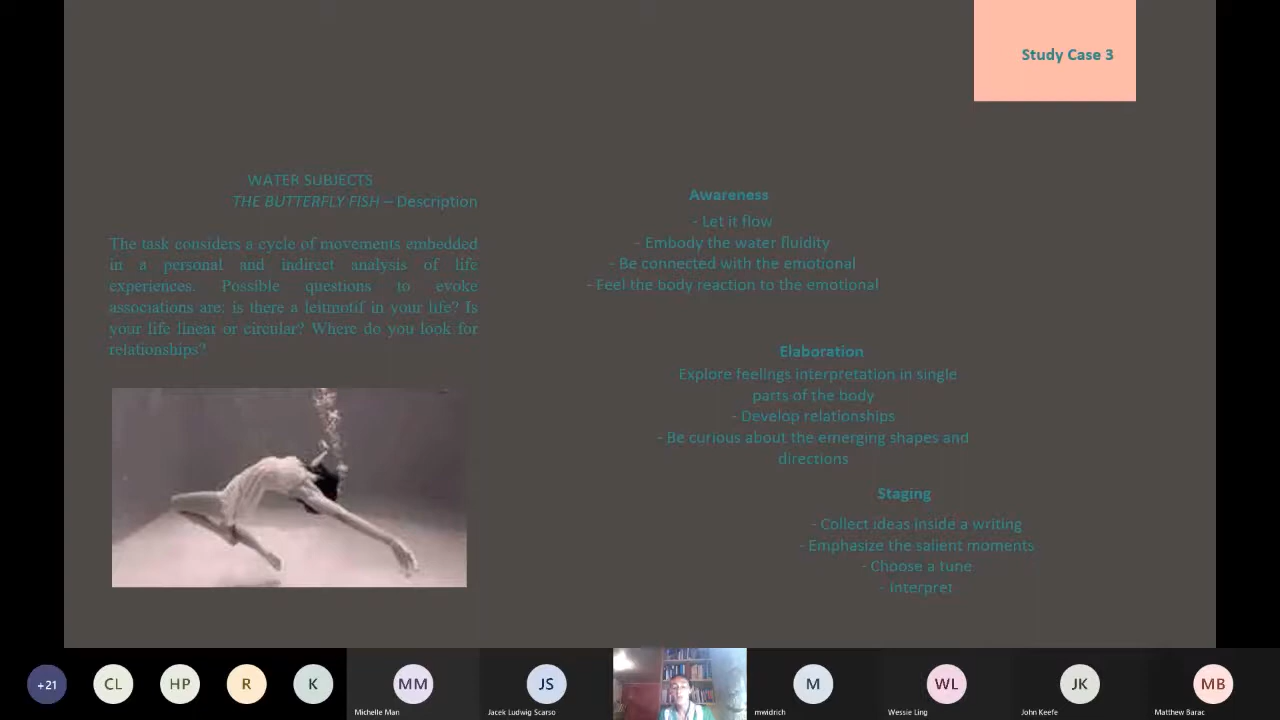 Study Case 3
WATER SUBJECTS
THE BUTTERFLY FISH – Description
The task considers a cycle of movements embedded
in a personal and indirect analysis of life
experiences. Possible questions to evoke
associations are: is there a leitmotif in your life? Is
your life linear or circular? Where do you look for
relationships?
Awareness
- Let it flow
- Embody the water fluidity
- Be connected with the emotional
- Feel the body reaction to the emotional
Elaboration
Explore feelings interpretation in single
parts of the body
- Develop relationships
- Be curious about the emerging shapes and
directions
Staging
- Collect ideas inside a writing
- Emphasize the salient moments
- Choose a tune
- Interpret
+21
CL
HP
R
K
MM
Michelle Man
JS
Jacek Ludwig Scarso
M
mwidrich
WL
Wessie Ling
JK
John Keefe
MB
Matthew Barac